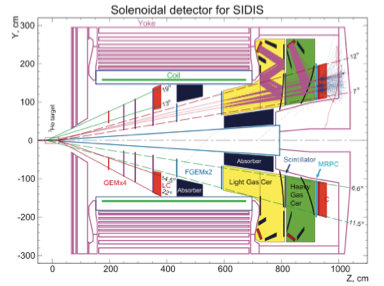 Solenoidal detector for SIDIS
Y, cm
300
200
100
0
-100
-200
-300
Yoke
Coil
³He target
12°
7°
Absorber
Absorber
GEMx4
LC
FGEMx2
Light Gas Cer
Heavy
Gas
Cer
Scintillator
MRPC
6.6°
11.5°
0
200
400
600
800
1000
Z, cm